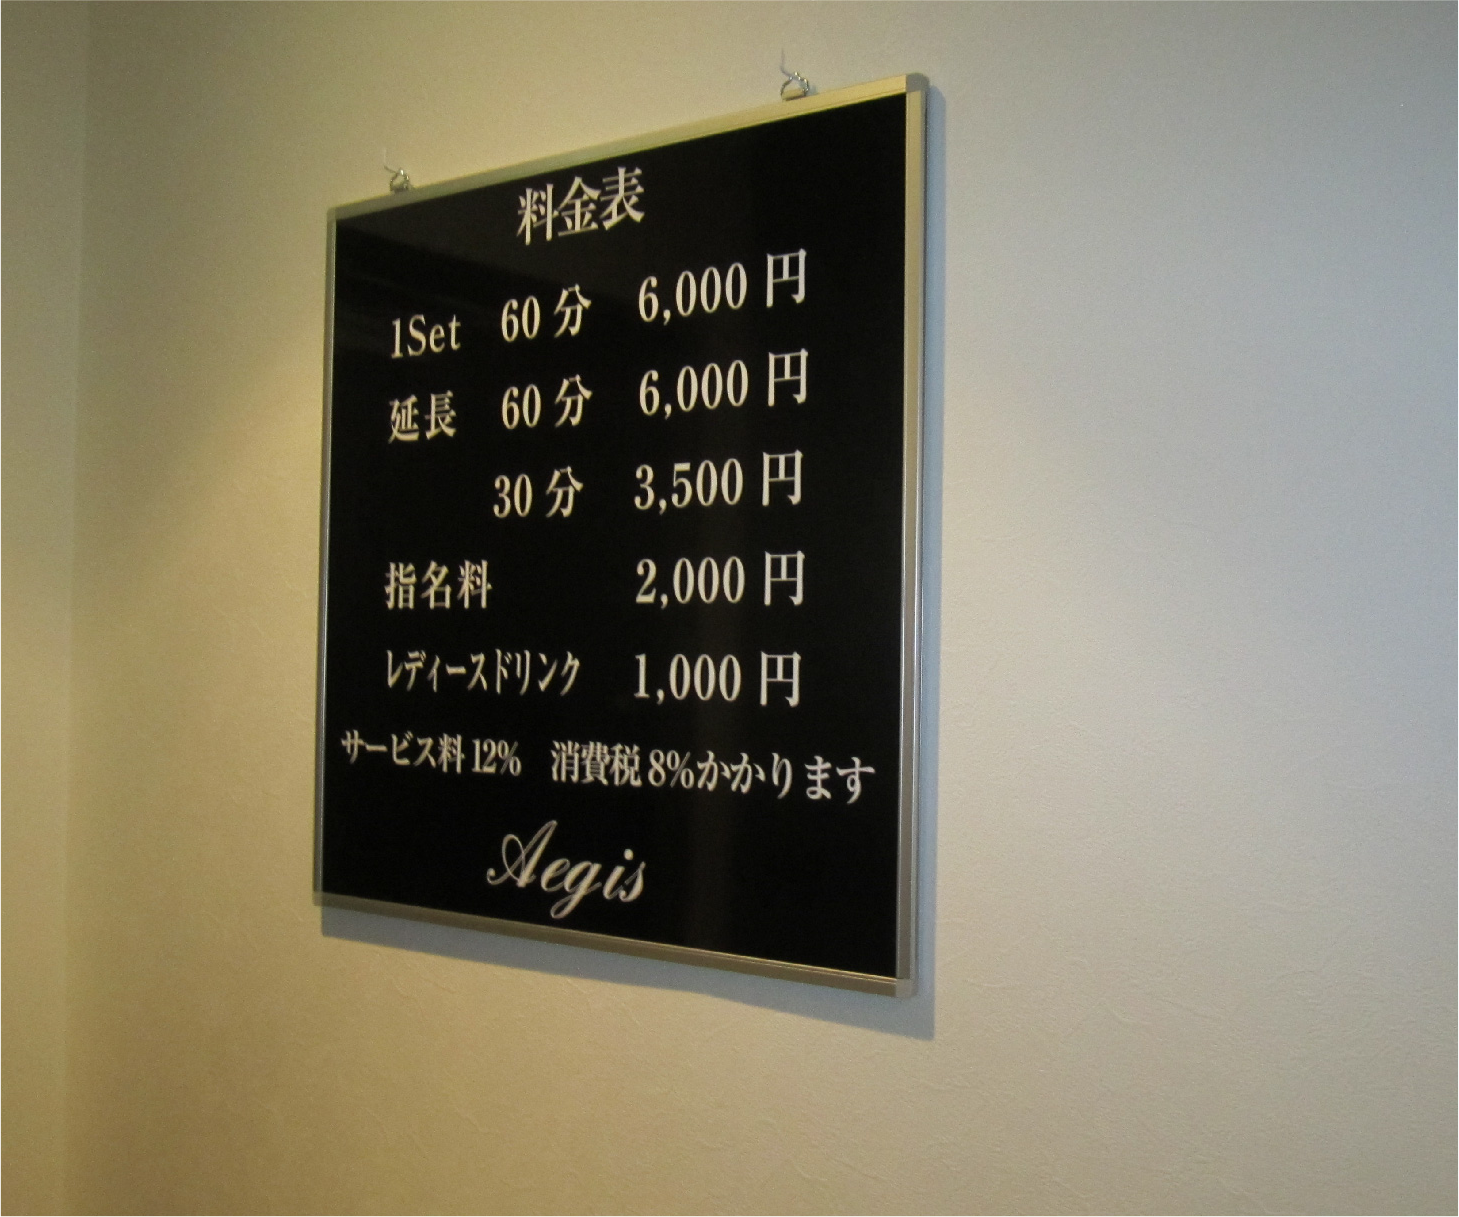 料金表
1Set 60分 6,000円
延長 60分 6,000円
30分 3,500円
指名料 2,000円
レディースドリンク 1,000円
サービス料12% 消費税8%かかります
Aegis